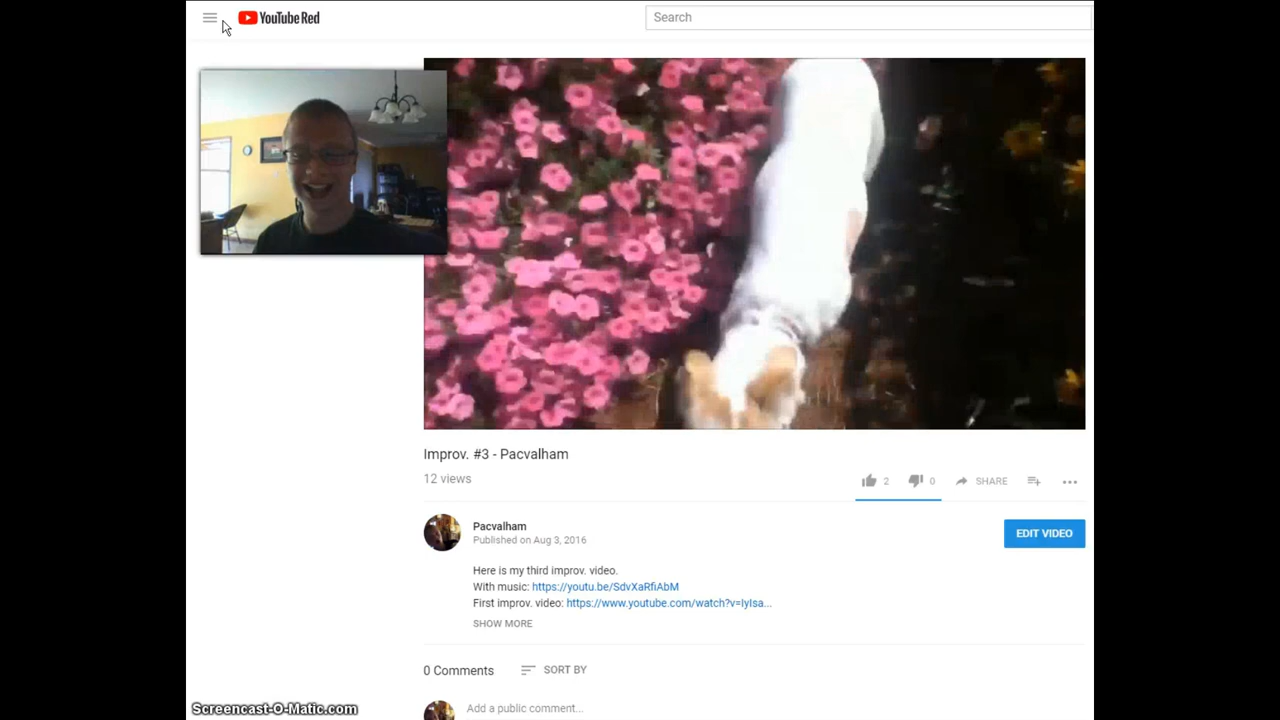 YouTube Red
Search
Improv. #3 - Pacvalham
12 views
2
0
SHARE
Pacvalham
Published on Aug 3, 2016
EDIT VIDEO
Here is my third improv. video.
With music: https://youtu.be/SdvXaRfiAbM
First improv. video: https://www.youtube.com/watch?v=IyIsa...
SHOW MORE
0 Comments
SORT BY
Add a public comment...
Screencast-O-Matic.com